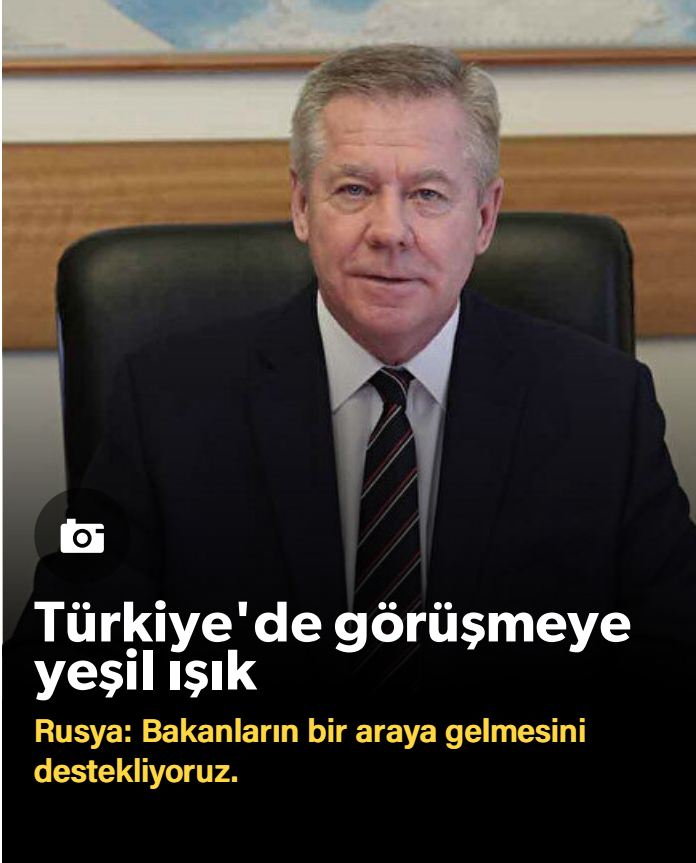 Türkiye'de görüşmeye
yeşil ışık
Rusya: Bakanların bir araya gelmesini
destekliyoruz.